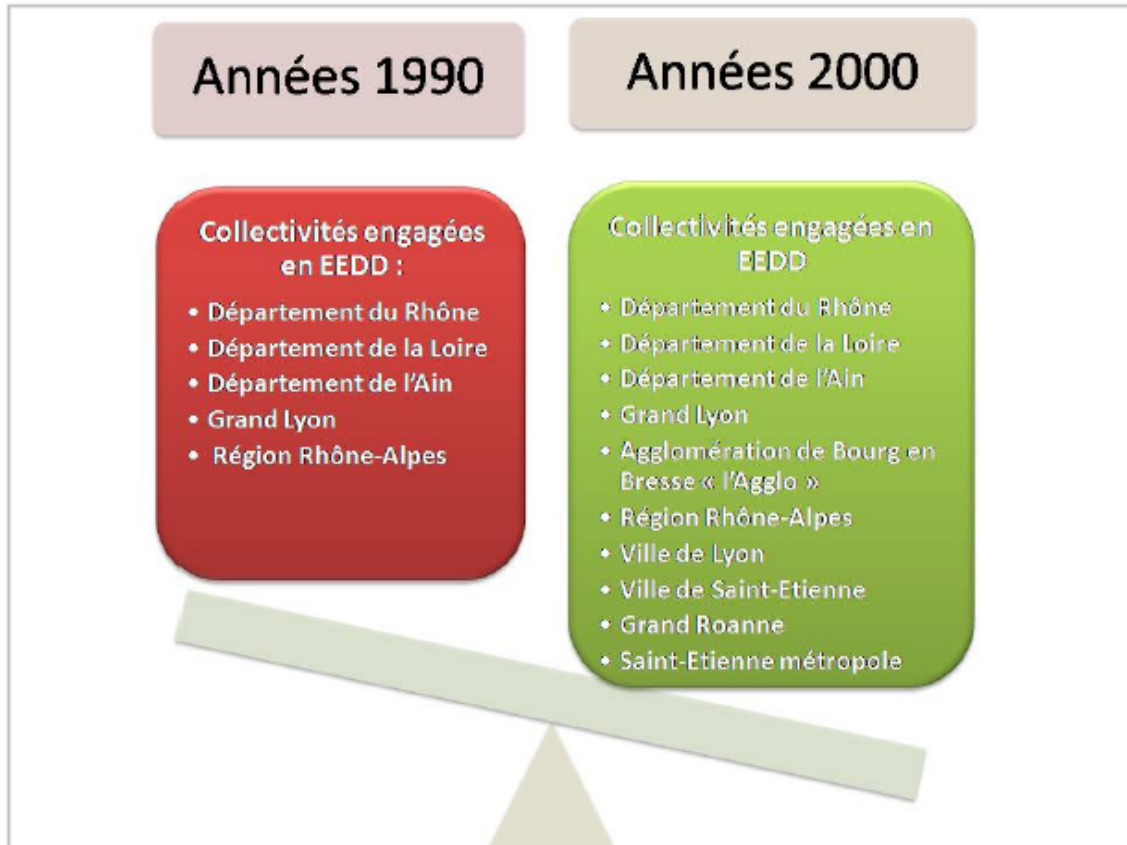 Années 1990
Années 2000
Collectivités engagées
en EEDD :
• Département du Rhône
• Département de la Loire
• Département de l'Ain
• Grand Lyon
• Région Rhône-Alpes
Collectivités engagées en
EEDD
• Département du Rhône
• Département de la Loire
• Département de l'Ain
• Grand Lyon
• Agglomération de Bourg en
Bresse « l'Agglo »
• Région Rhône-Alpes
• Ville de Lyon
• Ville de Saint-Etienne
• Grand Roanne
• Saint-Etienne métropole